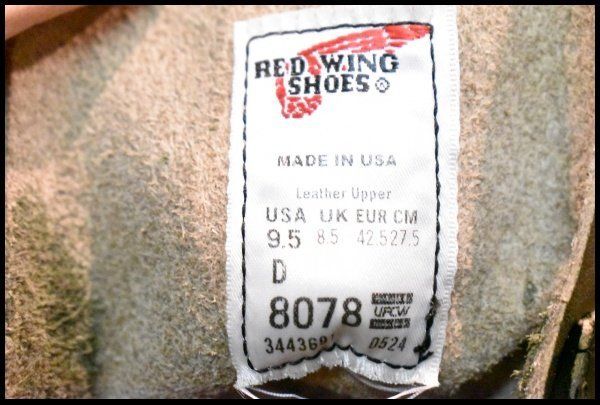 RED WING
SHOES ®
MADE IN USA
Leather Upper
USA UK EUR CM
9.5 8.5 42.5 27.5
D
8078 UFCW
0524